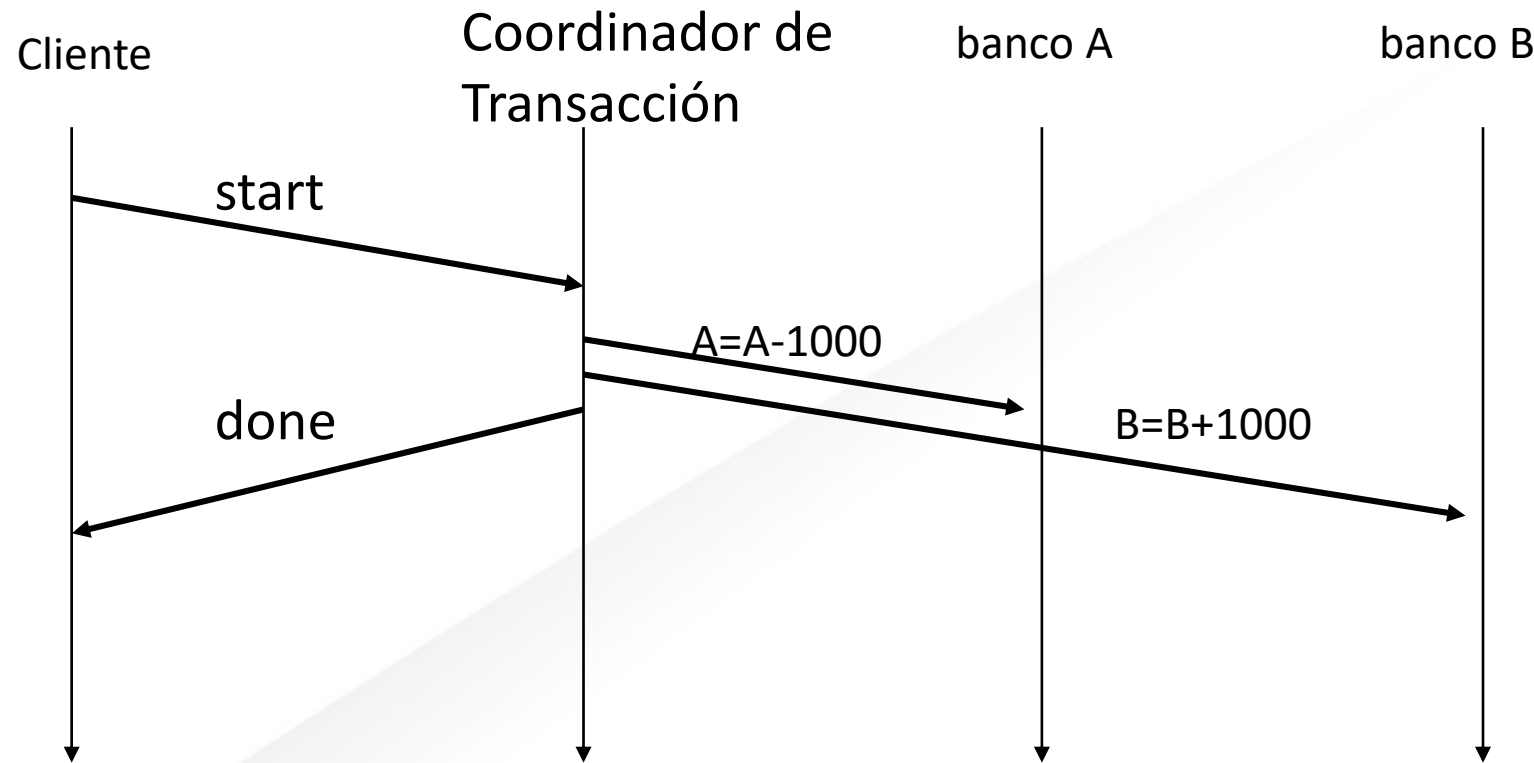 Cliente
Coordinador de
Transacción
banco A
banco B
start
A=A-1000
done
B=B+1000